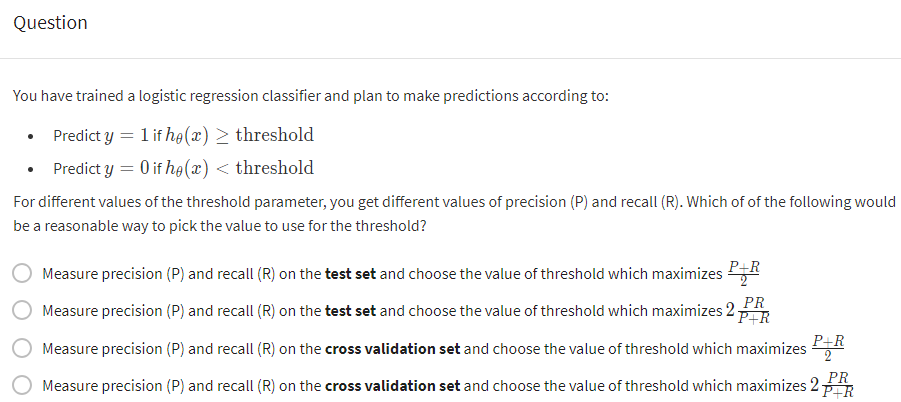 Question
You have trained a logistic regression classifier and plan to make predictions according to:
• Predict y = 1 if hθ(x) ≥ threshold
• Predict y = 0 if hθ(x) < threshold
For different values of the threshold parameter, you get different values of precision (P) and recall (R). Which of of the following would
be a reasonable way to pick the value to use for the threshold?
Measure precision (P) and recall (R) on the test set and choose the value of threshold which maximizes P+R/2
Measure precision (P) and recall (R) on the test set and choose the value of threshold which maximizes 2 PR/P+R
Measure precision (P) and recall (R) on the cross validation set and choose the value of threshold which maximizes P+R/2
Measure precision (P) and recall (R) on the cross validation set and choose the value of threshold which maximizes 2 PR/P+R